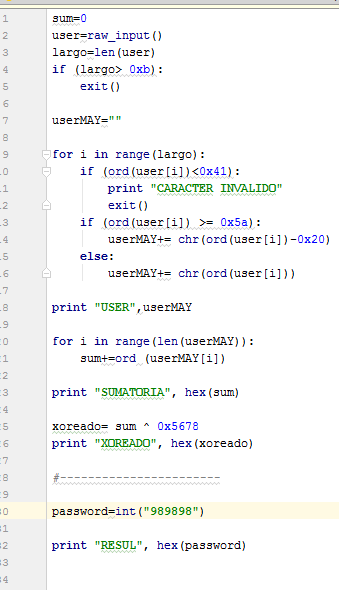 1 sum=0
2 user=raw_input()
3 largo=len(user)
4 if (largo> 0xb):
5 exit()
6
7 userMAY=""
8
9 for i in range(largo):
10 if (ord(user[i])<0x41):
11 print "CARACTER INVALIDO"
12 exit()
13 if (ord(user[i]) >= 0x5a):
14 userMAY+= chr(ord(user[i])-0x20)
15 else:
16 userMAY+= chr(ord(user[i]))
17
18 print "USER",userMAY
19
20 for i in range(len(userMAY)):
21 sum+=ord (userMAY[i])
22
23 print "SUMATORIA", hex(sum)
24
25 xoreado= sum ^ 0x5678
26 print "XOREADO", hex(xoreado)
27
28 #-----------------------
29
30 password=int("989898")
31
32 print "RESUL", hex(password)
33
34